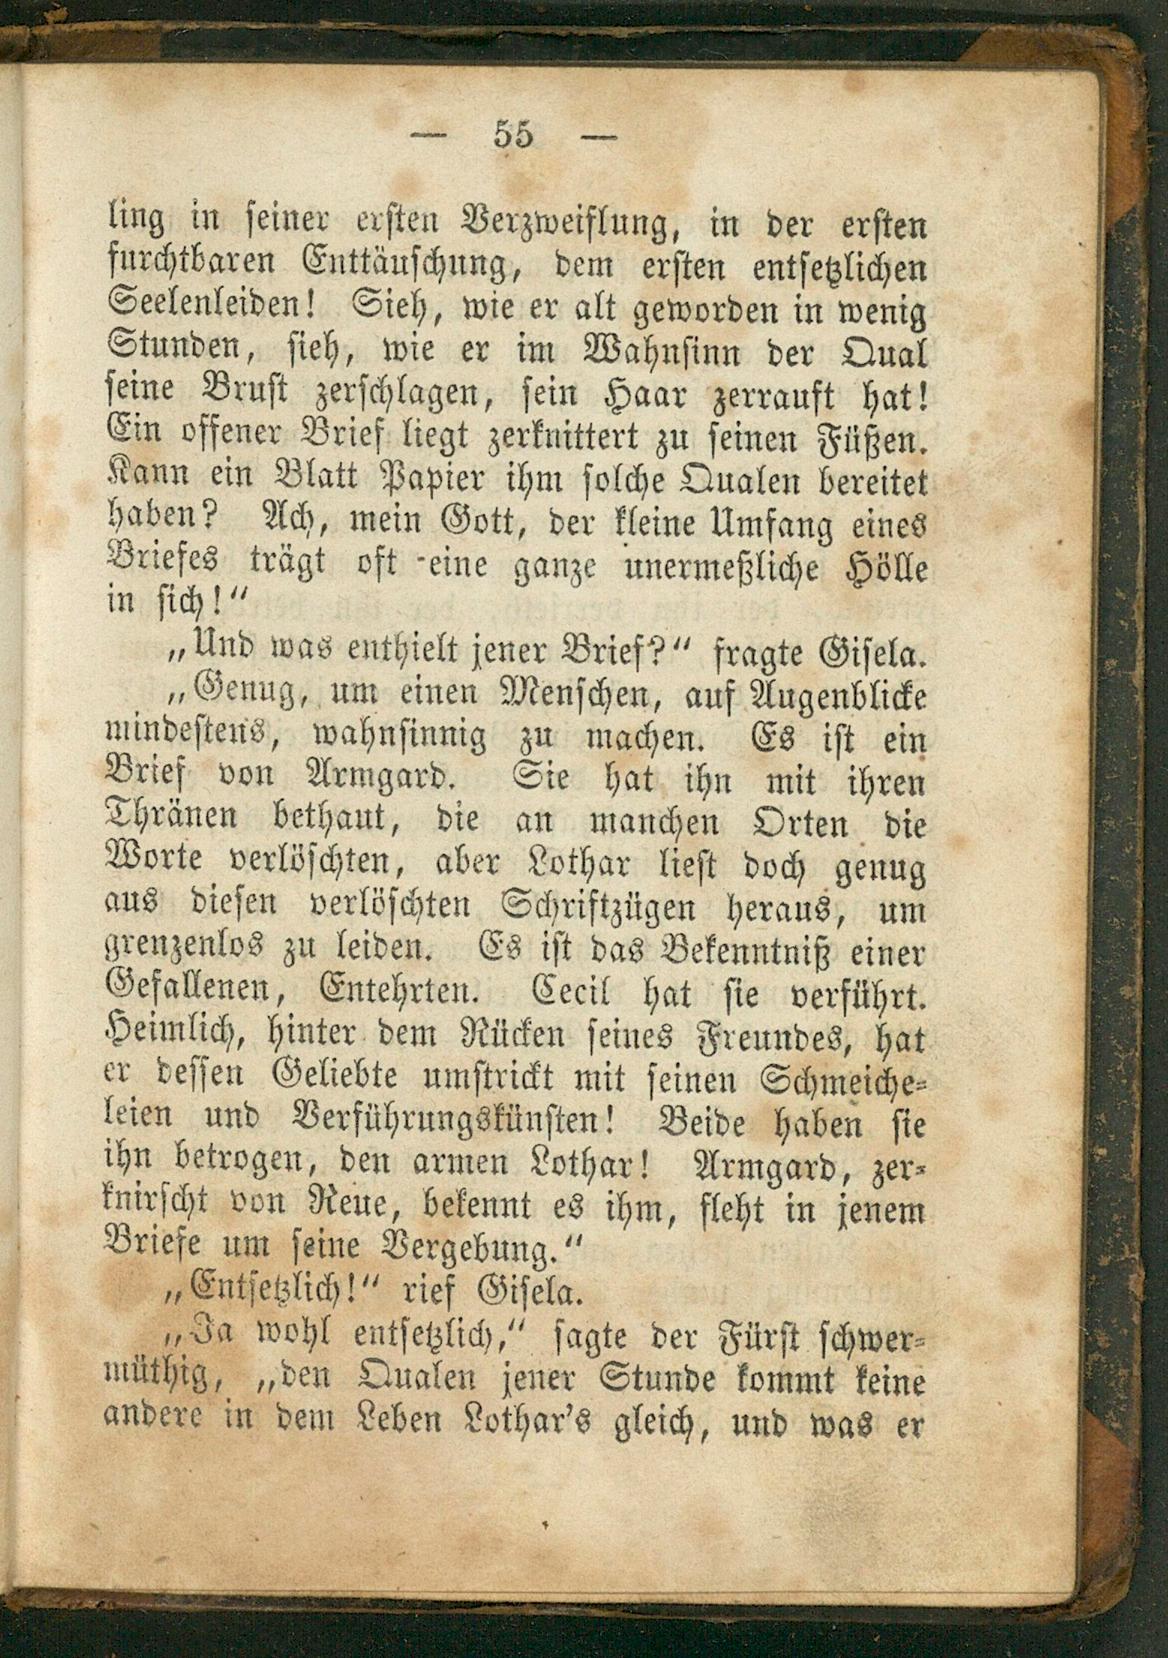 — 55 —
ling in seiner ersten Verzweiflung, in der ersten
furchtbaren Enttäuschung, dem ersten entsetzlichen
Seelenleiden! Sieh, wie er alt geworden in wenig
Stunden, sieh, wie er im Wahnsinn der Qual
seine Brust zerschlagen, sein Haar zerrauft hat!
Ein offener Brief liegt zerknittert zu seinen Füßen.
Kann ein Blatt Papier ihm solche Qualen bereitet
haben? Ach, mein Gott, der kleine Umfang eines
Briefes trägt oft eine ganze unermeßliche Hölle
in sich!“
„Und was enthielt jener Brief?“ fragte Gisela.
„Genug, um einen Menschen, auf Augenblicke
mindestens, wahnsinnig zu machen. Es ist ein
Brief von Armgard. Sie hat ihn mit ihren
Thränen bethaut, die an manchen Orten die
Worte verlöschten, aber Lothar liest doch genug
aus diesen verlöschten Schriftzügen heraus, um
grenzenlos zu leiden. Es ist das Bekenntniß einer
Gefallenen, Entehrten. Cecil hat sie verführt.
Heimlich, hinter dem Rücken seines Freundes, hat
er dessen Geliebte umstrickt mit seinen Schmeiche-
leien und Verführungskünsten! Beide haben sie
ihn betrogen, den armen Lothar! Armgard, zer-
knirscht von Reue, bekennt es ihm, fleht in jenem
Briefe um seine Vergebung.“
„Entsetzlich!“ rief Gisela.
„Ja wohl entsetzlich,“ sagte der Fürst schwer-
müthig, „den Qualen jener Stunde kommt keine
andere in dem Leben Lothar's gleich, und was er